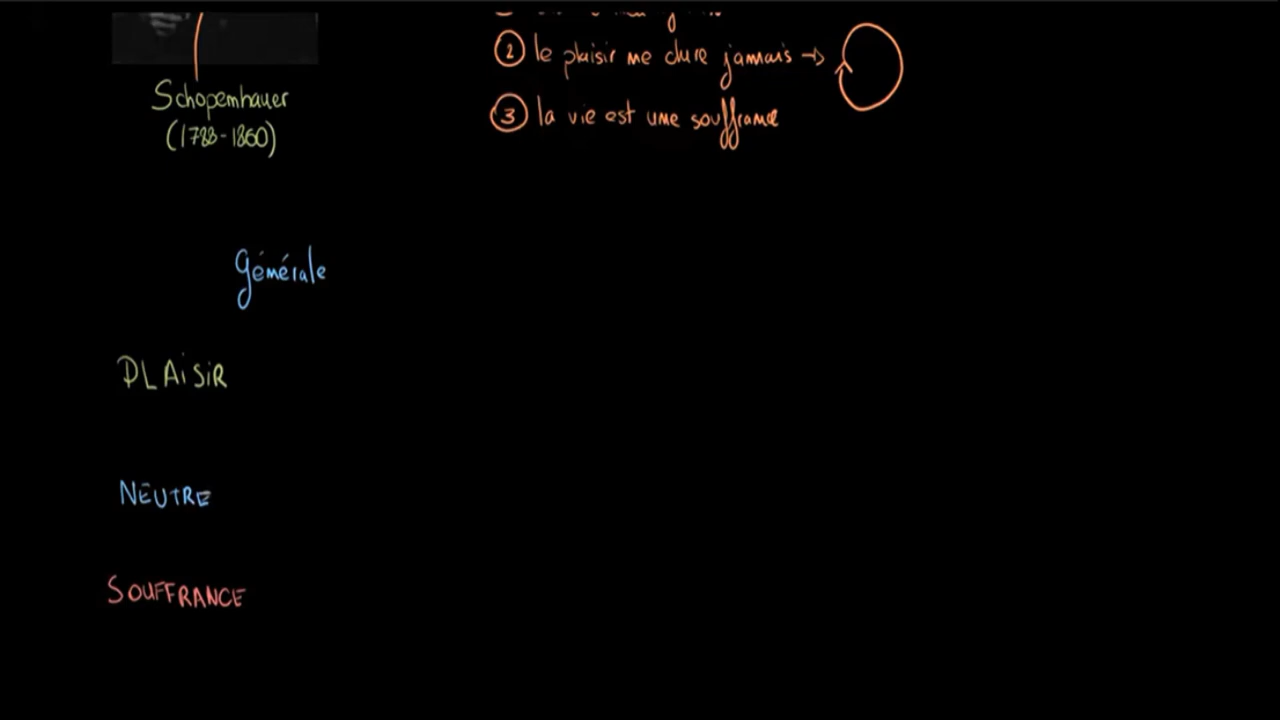 ② le plaisir ne dure jamais →
③ la vie est une souffrance
Schopenhauer
(1788-1860)
Générale
PLAiSiR
NEUTRE
SOUFFRANCE